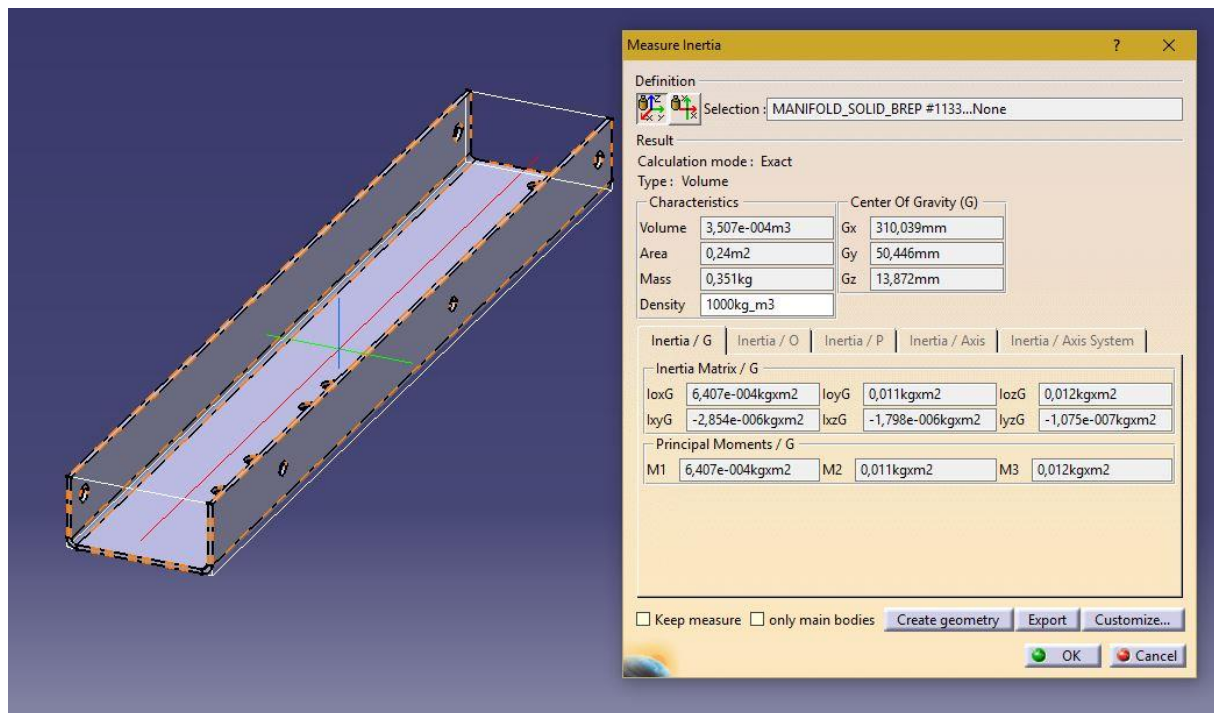 Measure Inertia ? X
Definition
Selection : MANIFOLD_SOLID_BREP #1133...None
Result
Calculation mode : Exact
Type : Volume
Characteristics Center Of Gravity (G)
Volume 3,507e-004m3 Gx 310,039mm
Area 0,24m2 Gy 50,446mm
Mass 0,351kg Gz 13,872mm
Density 1000kg_m3
Inertia / G Inertia / O Inertia / P Inertia / Axis Inertia / Axis System
Inertia Matrix / G
IoxG 6,407e-004kgxm2 IoyG 0,011kgxm2 IozG 0,012kgxm2
IxyG -2,854e-006kgxm2 IxzG -1,798e-006kgxm2 IyzG -1,075e-007kgxm2
Principal Moments / G
M1 6,407e-004kgxm2 M2 0,011kgxm2 M3 0,012kgxm2
Keep measure only main bodies Create geometry Export Customize...
OK Cancel